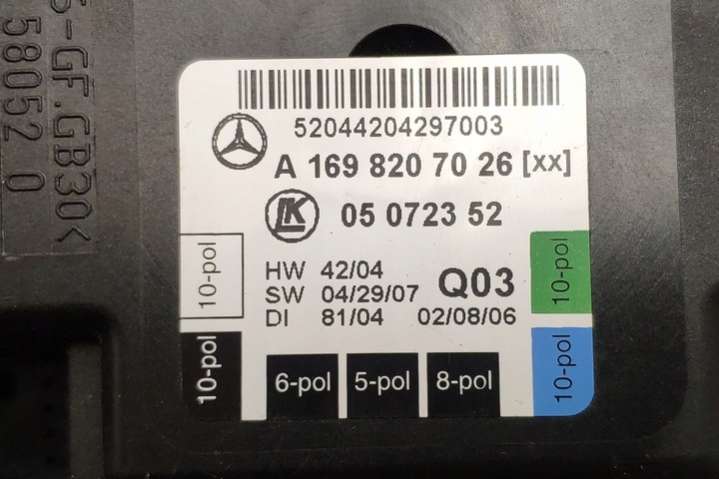 S-GF.GB30<
58052 0
52044204297003
A 169 820 70 26 [xx]
LK 05 0723 52
HW 42/04
SW 04/29/07
DI 81/04 02/08/06
Q03
10-pol
10-pol
10-pol
10-pol
6-pol 5-pol 8-pol